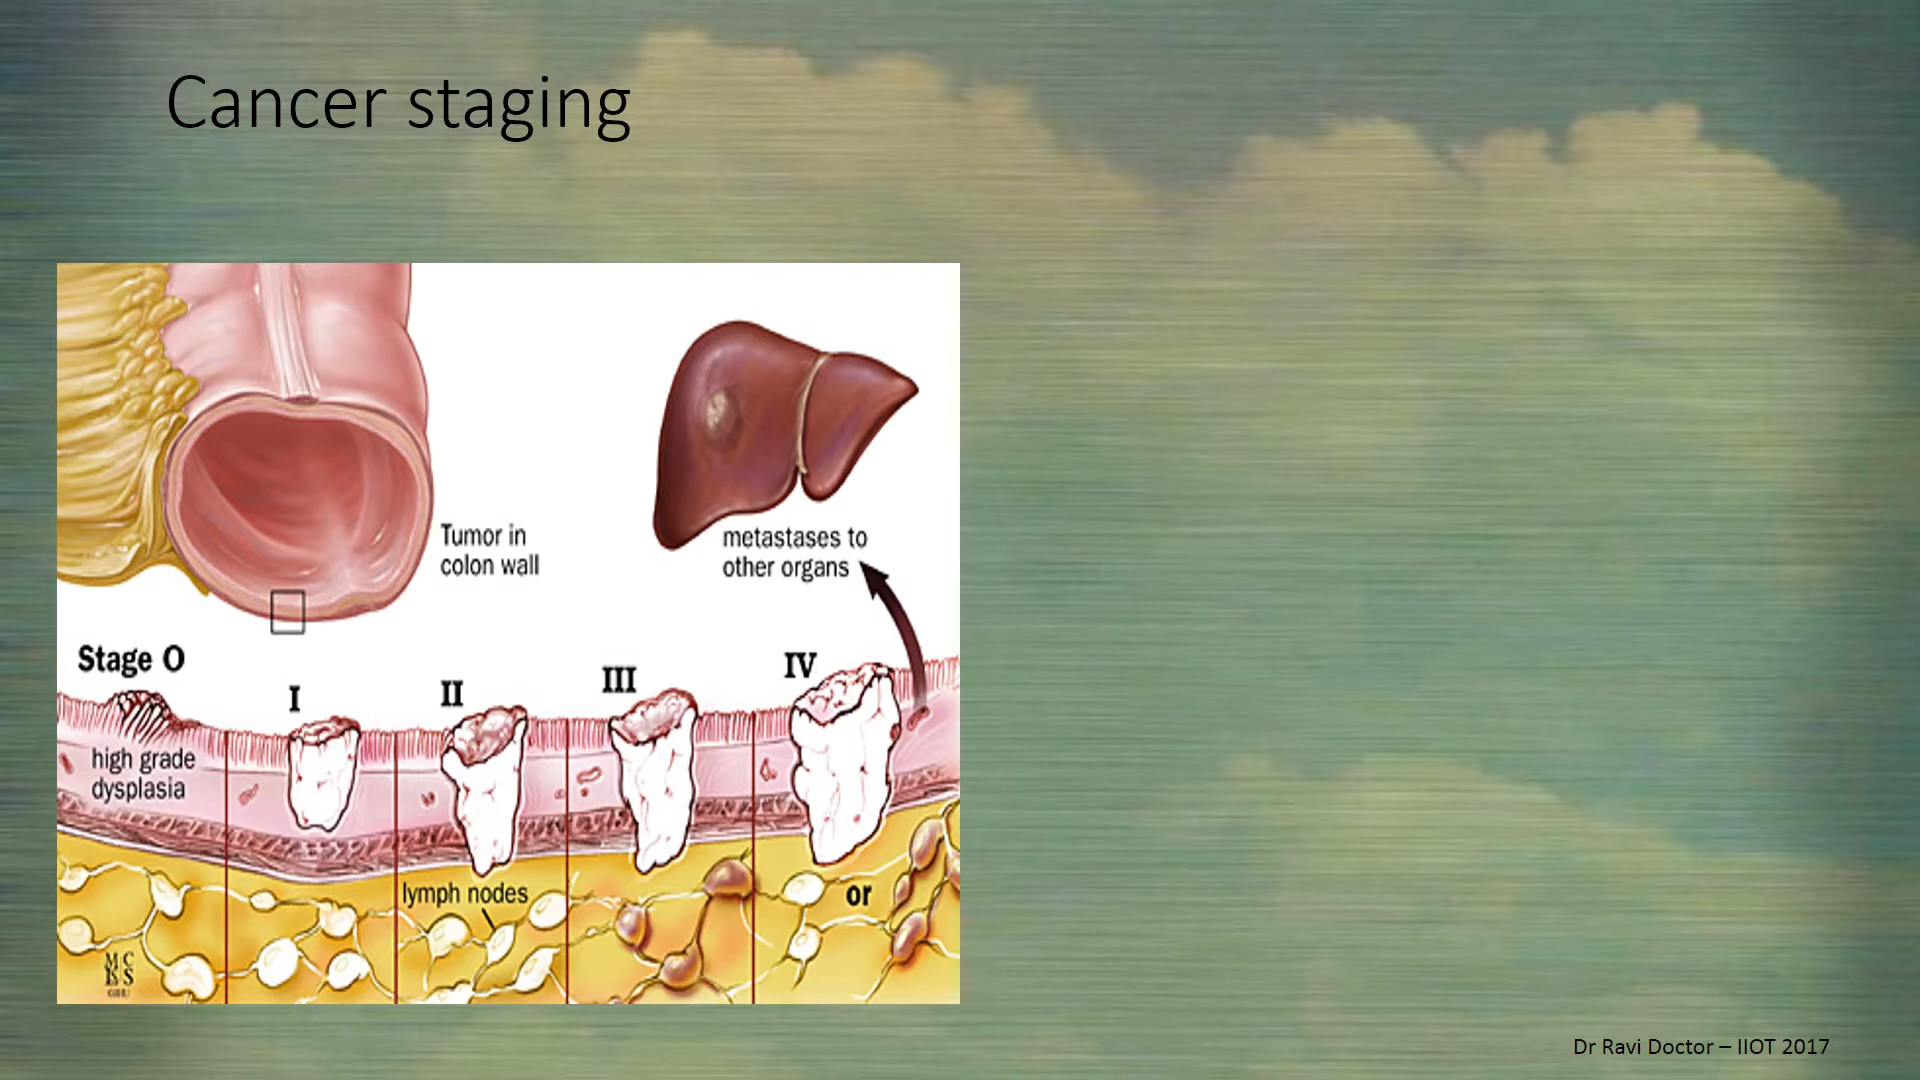 Cancer staging
Tumor in
colon wall
metastases to
other organs
Stage O
I
II
III
IV
high grade
dysplasia
lymph nodes
or
Dr Ravi Doctor – IIOT 2017